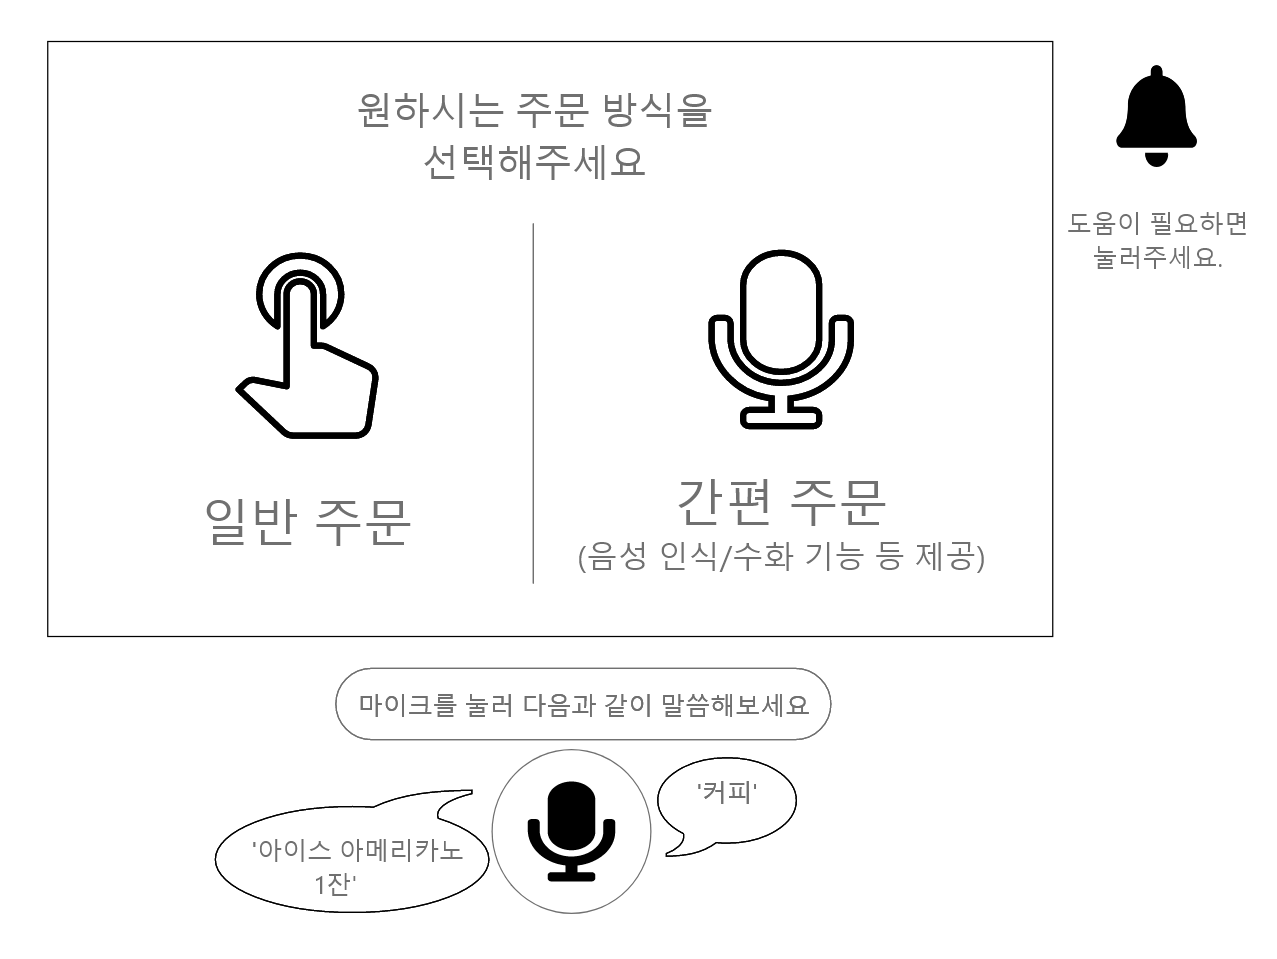 원하시는 주문 방식을
선택해주세요
도움이 필요하면
눌러주세요.
일반 주문
간편 주문
(음성 인식/수화 기능 등 제공)
마이크를 눌러 다음과 같이 말씀해보세요
'커피'
'아이스 아메리카노
1잔'